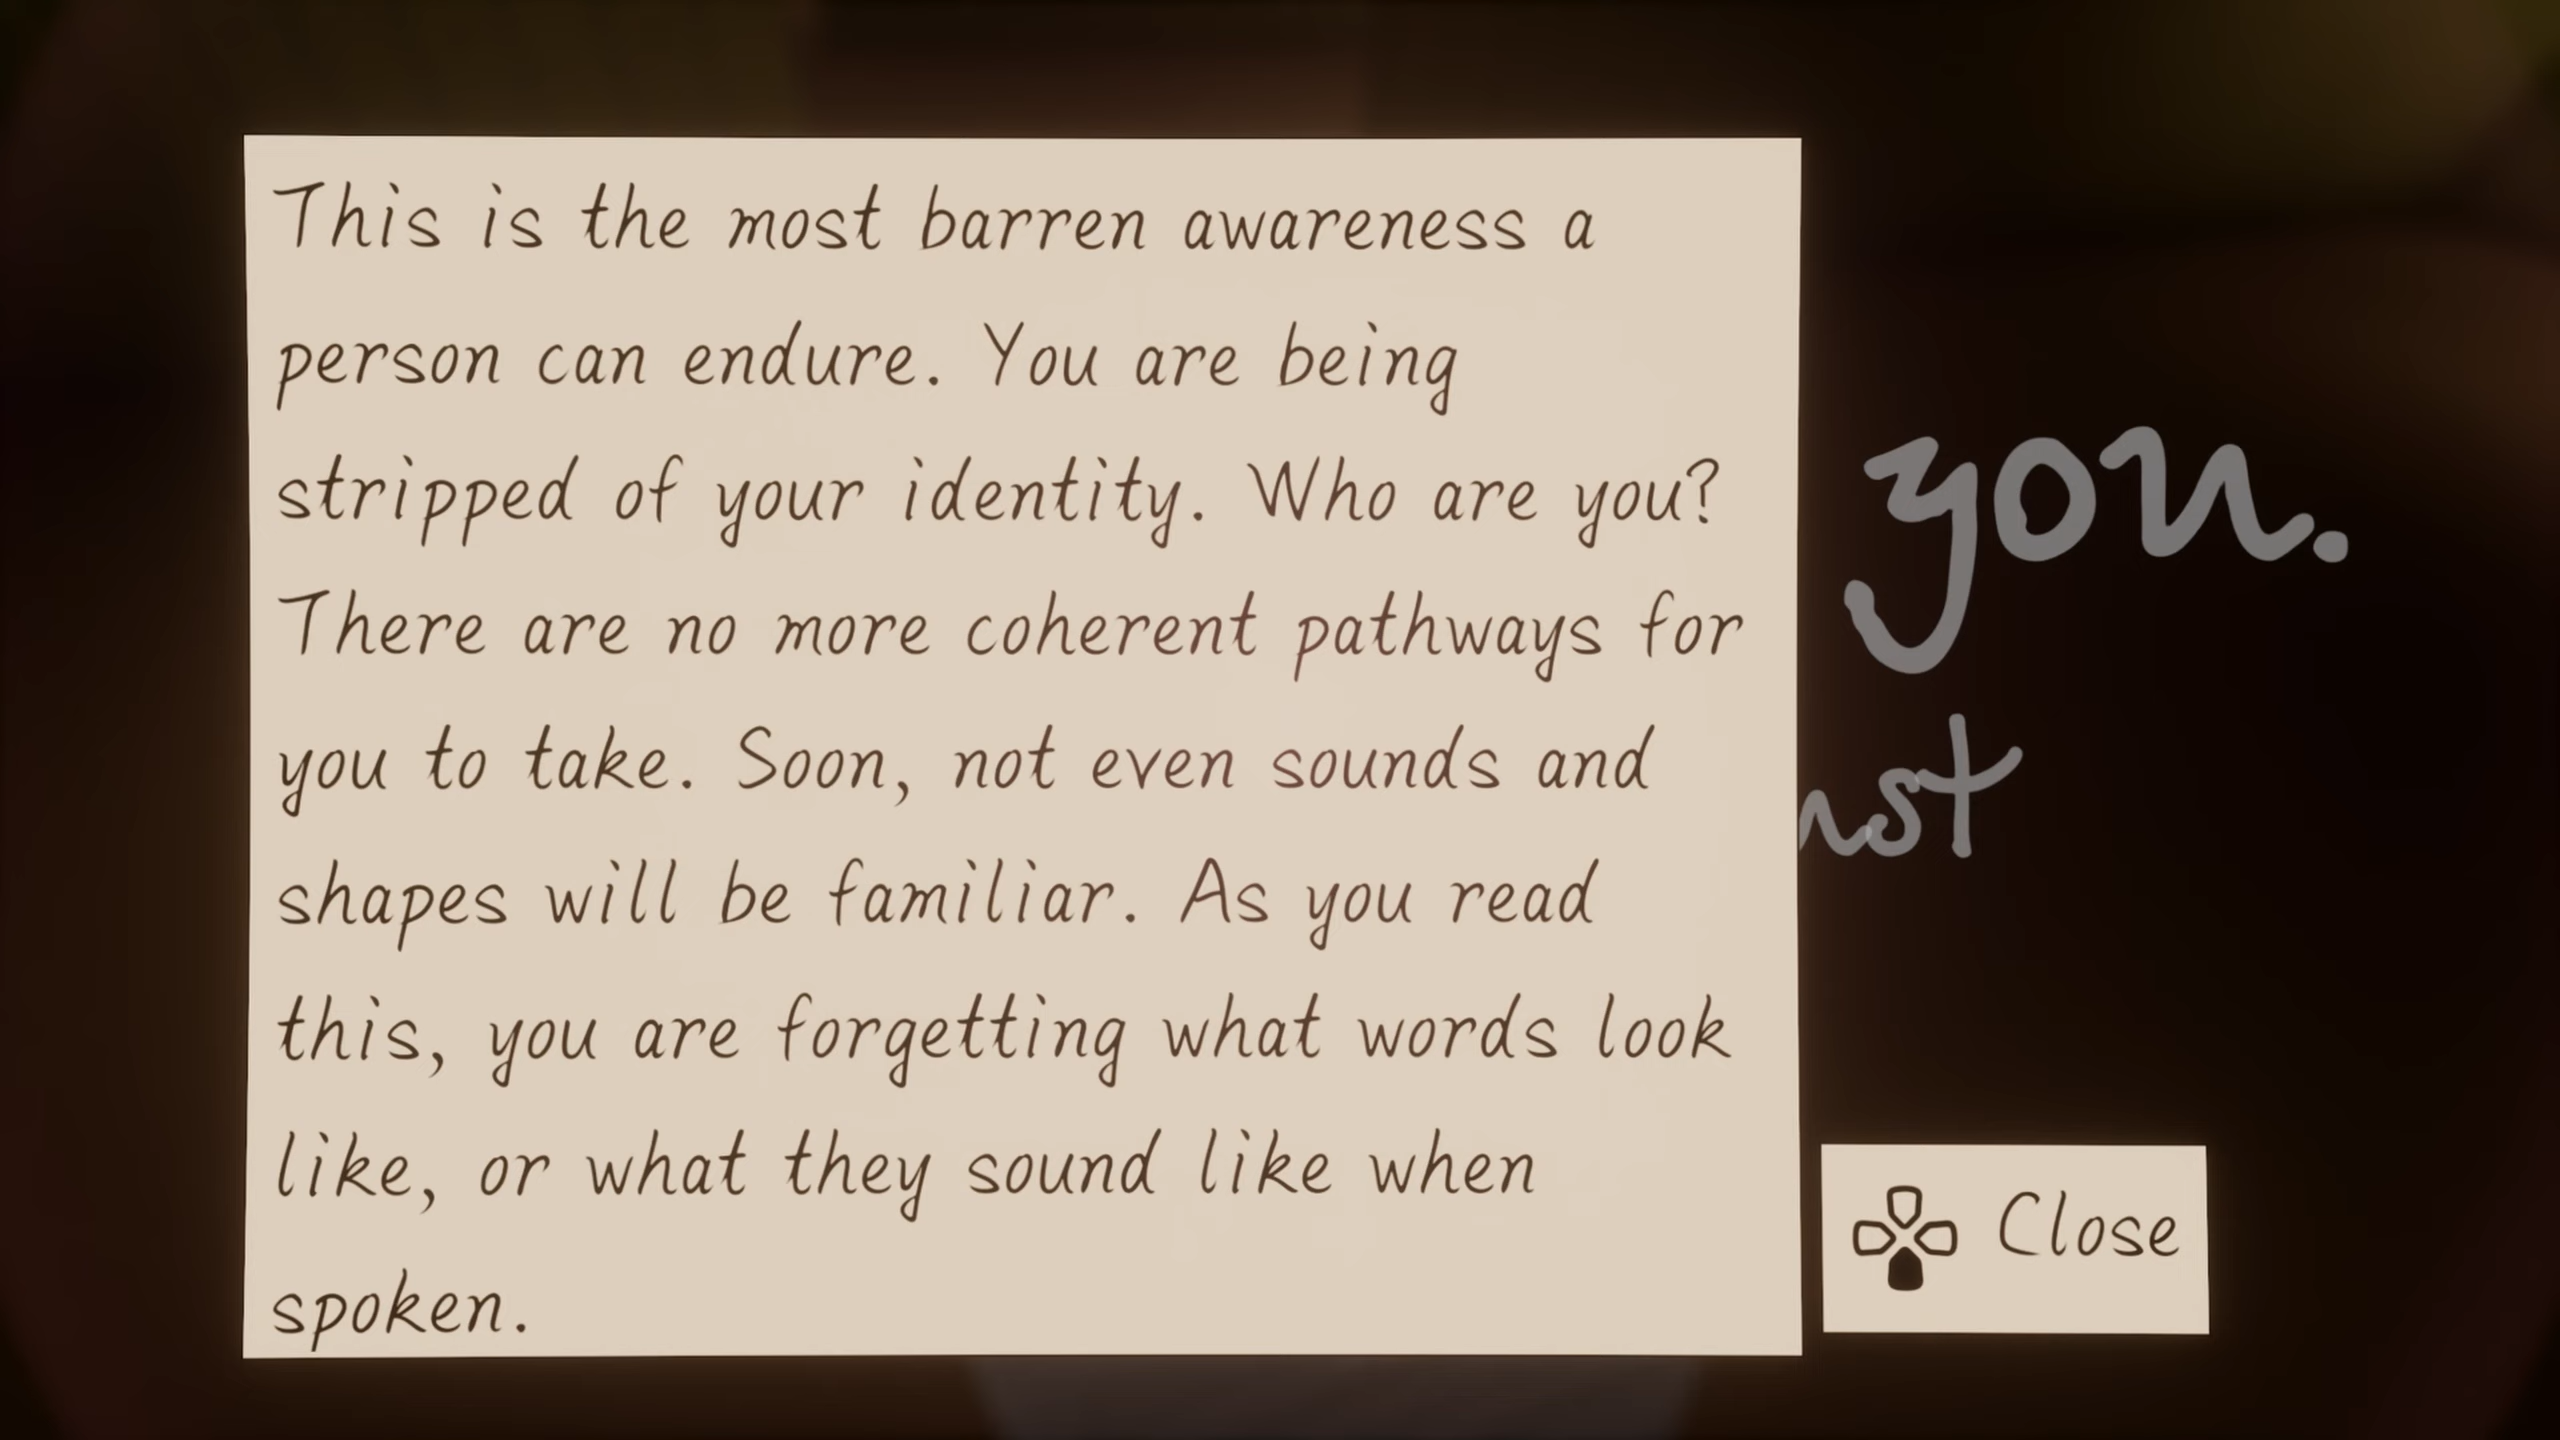 This is the most barren awareness a
person can endure. You are being
stripped of your identity. Who are you?
There are no more coherent pathways for
you to take. Soon, not even sounds and
shapes will be familiar. As you read
this, you are forgetting what words look
like, or what they sound like when
spoken.
you.
Close